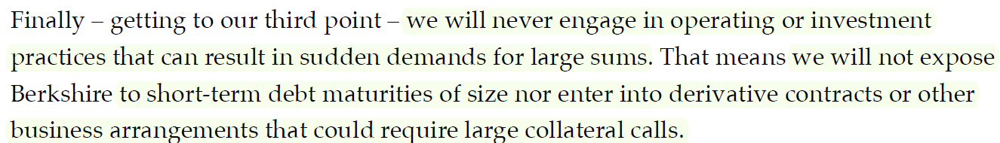 Finally – getting to our third point – we will never engage in operating or investment
practices that can result in sudden demands for large sums. That means we will not expose
Berkshire to short-term debt maturities of size nor enter into derivative contracts or other
business arrangements that could require large collateral calls.